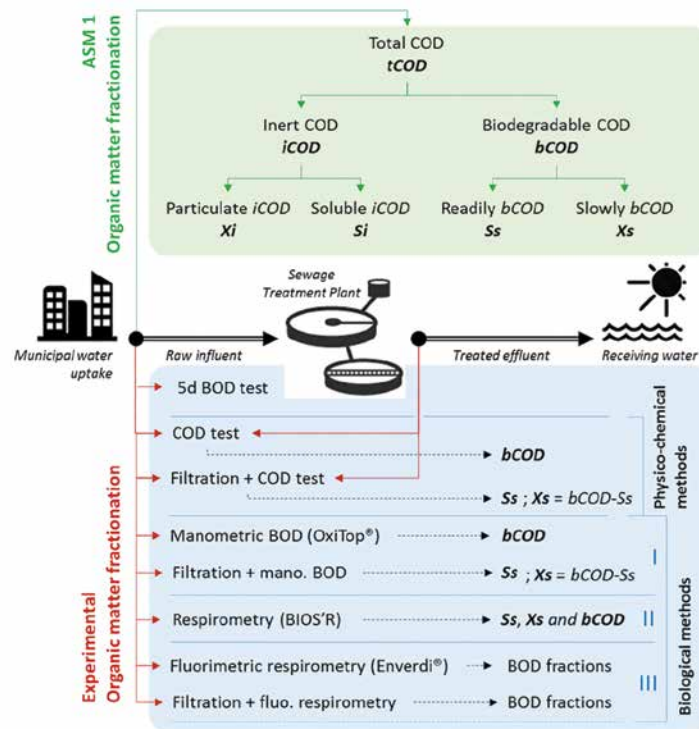 ASM 1
Organic matter fractionation
Total COD
tCOD
Inert COD
iCOD
Biodegradable COD
bCOD
Particulate iCOD
Xi
Soluble iCOD
Si
Readily bCOD
Ss
Slowly bCOD
Xs
Sewage
Treatment Plant
Municipal water
uptake
Raw influent
Treated effluent
Receiving water
Experimental
Organic matter fractionation
5d BOD test
COD test
bCOD
Filtration + COD test
Ss ; Xs = bCOD-Ss
Physico-chemical
methods
Manometric BOD (OxiTop®)
bCOD
Filtration + mano. BOD
Ss ; Xs = bCOD-Ss
I
Respirometry (BIOS'R)
Ss, Xs and bCOD
II
Fluorimetric respirometry (Enverdi®)
BOD fractions
III
Filtration + fluo. respirometry
BOD fractions
Biological methods